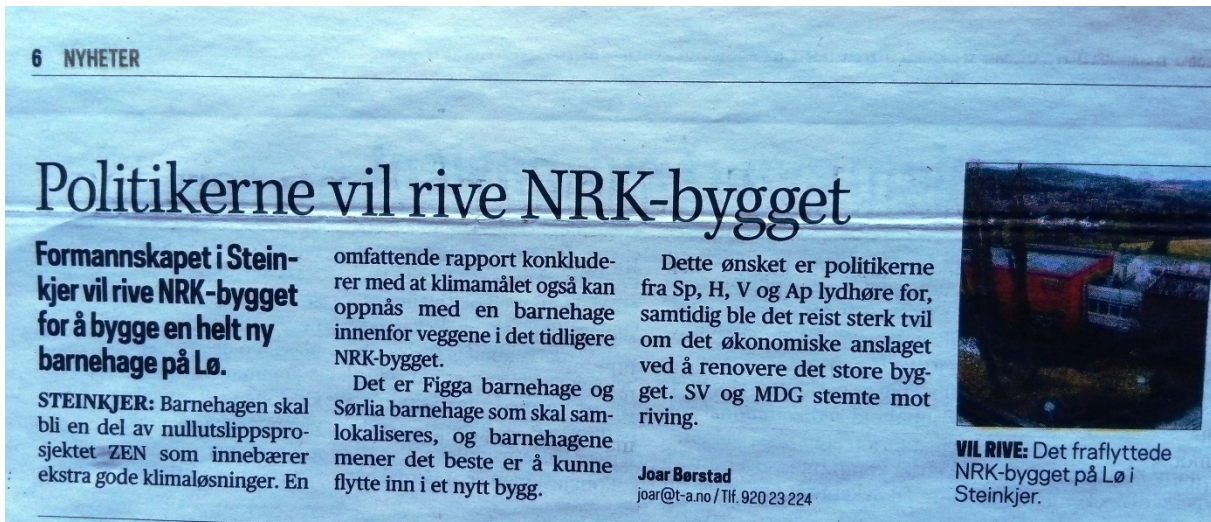 6 NYHETER
Politikerne vil rive NRK-bygget
Formannskapet i Stein-
kjer vil rive NRK-bygget
for å bygge en helt ny
barnehage på Lø.
STEINKJER: Barnehagen skal
bli en del av nullutslippspro-
sjektet ZEN som innebærer
ekstra gode klimaløsninger. En
omfattende rapport konklude-
rer med at klimamålet også kan
oppnås med en barnehage
innenfor veggene i det tidligere
NRK-bygget.
Det er Figga barnehage og
Sørlia barnehage som skal sam-
lokaliseres, og barnehagene
mener det beste er å kunne
flytte inn i et nytt bygg.
Dette ønsket er politikerne
fra Sp, H, V og Ap lydhøre for,
samtidig ble det reist sterk tvil
om det økonomiske anslaget
ved å renovere det store byg-
get. SV og MDG stemte mot
riving.
Joar Børstad
joar@t-a.no / Tlf. 920 23 224
VIL RIVE: Det fraflyttede
NRK-bygget på Lø i
Steinkjer.